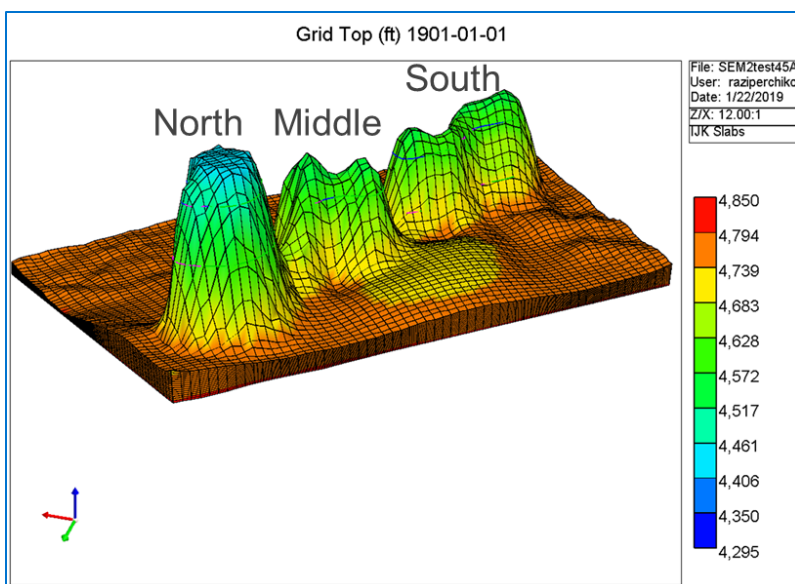 Grid Top (ft) 1901-01-01
File: SEM2test45A
User: raziperchiko
Date: 1/22/2019
Z/X: 12.00:1
IJK Slabs
South
North
Middle
4,850
4,794
4,739
4,683
4,628
4,572
4,517
4,461
4,406
4,350
4,295